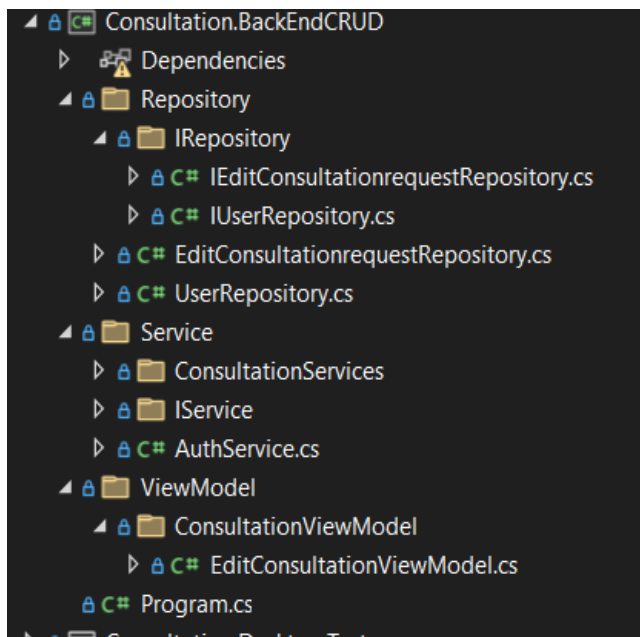 C# Consultation.BackEndCRUD
Dependencies
Repository
IRepository
C# IEditConsultationrequestRepository.cs
C# IUserRepository.cs
C# EditConsultationrequestRepository.cs
C# UserRepository.cs
Service
ConsultationServices
IService
C# AuthService.cs
ViewModel
ConsultationViewModel
C# EditConsultationViewModel.cs
C# Program.cs